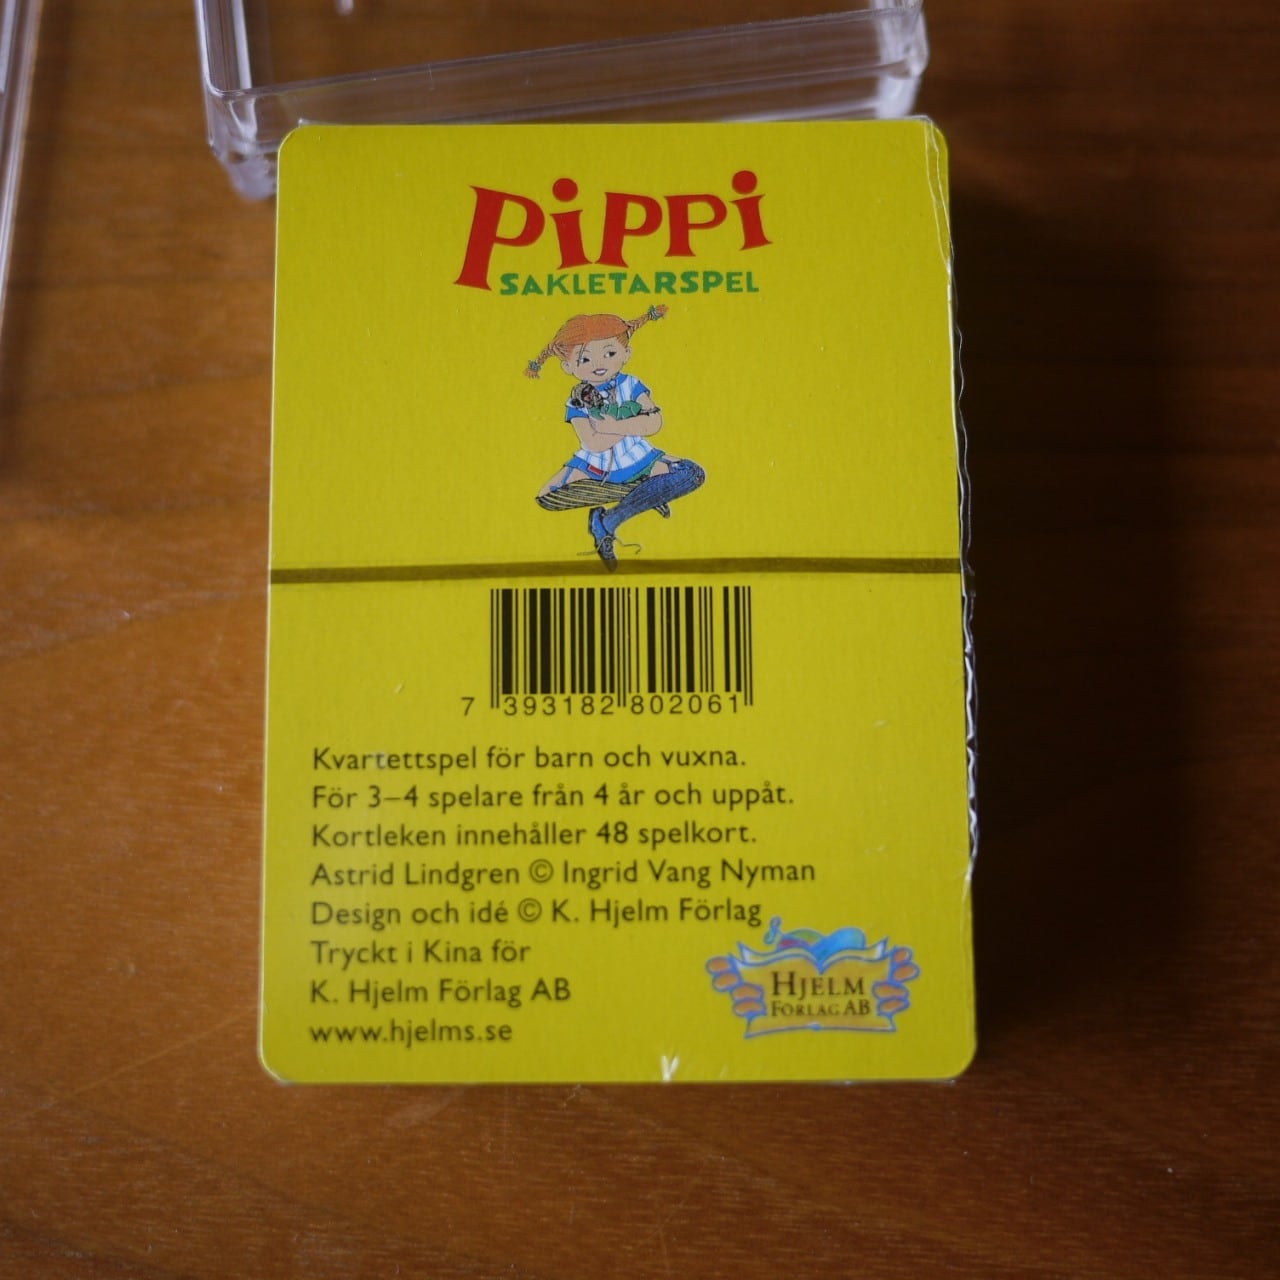 PiPPi
SAKLETARSPEL
7 393182 802061
Kvartettspel för barn och vuxna.
För 3–4 spelare från 4 år och uppåt.
Kortleken innehåller 48 spelkort.
Astrid Lindgren © Ingrid Vang Nyman
Design och idé © K. Hjelm Förlag
Tryckt i Kina för
K. Hjelm Förlag AB
www.hjelms.se
HJELM
FÖRLAG AB